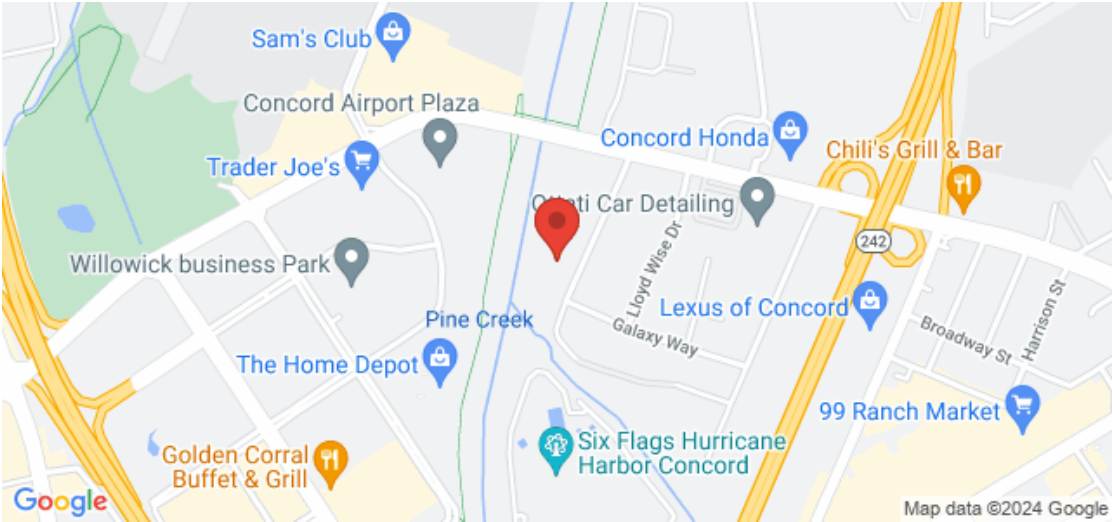 Sam's Club
Concord Airport Plaza
Trader Joe's
Concord Honda
Chili's Grill & Bar
Car Detailing
242
Willowick business Park
Lloyd Wise Dr
Lexus of Concord
Pine Creek
Galaxy Way
Broadway St
Harrison St
The Home Depot
99 Ranch Market
Golden Corral
Buffet & Grill
Six Flags Hurricane
Harbor Concord
Google
Map data ©2024 Google